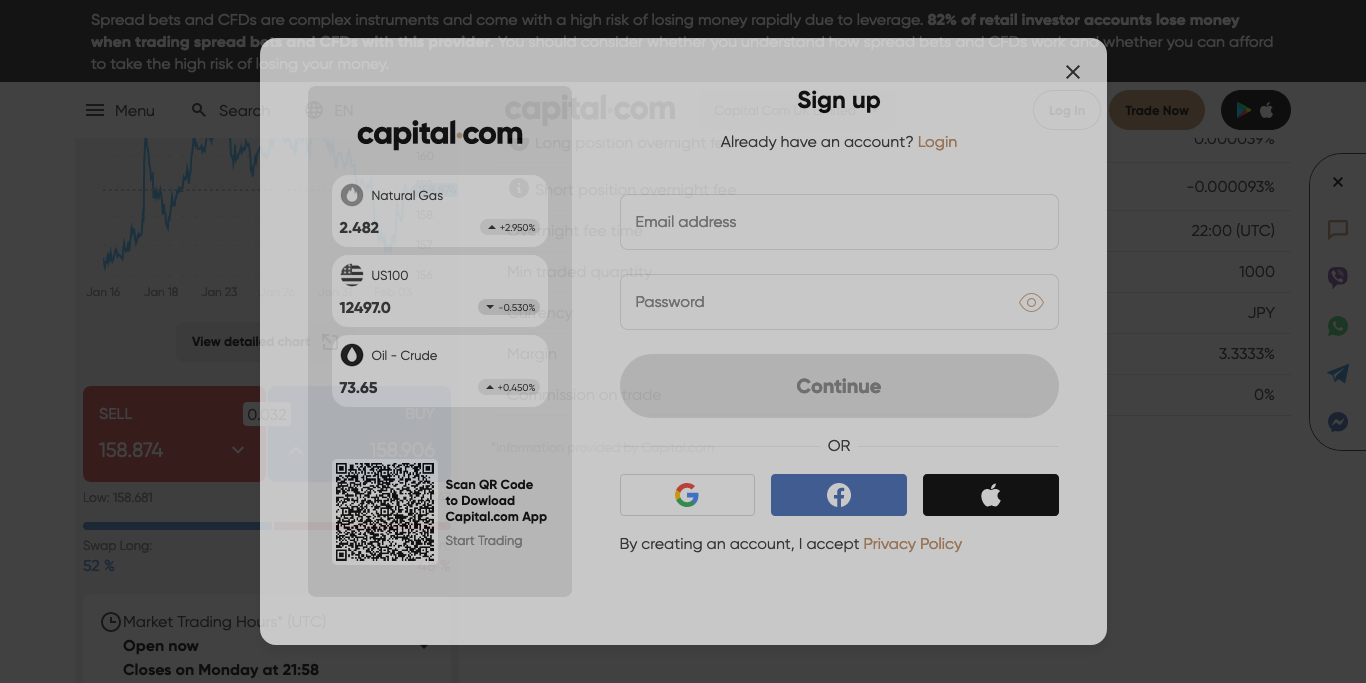 Spread bets and CFDs are complex instruments and come with a high risk of losing money rapidly due to leverage. 82% of retail investor accounts lose money
when trading spread bets and CFDs with this provider. You should consider whether you understand how spread bets and CFDs work and whether you can afford
to take the high risk of losing your money.
Menu
Search
EN
capital.com
Capital Com
Log In
Trade Now
Sign up
Already have an account? Login
capital.com
Natural Gas
2.482
+2.950%
US100
12497.0
-0.530%
Oil - Crude
73.65
+0.450%
Scan QR Code
to Dowload
Capital.com App
Start Trading
Email address
Password
Continue
OR
By creating an account, I accept Privacy Policy
160
158
157
156
Jan 16
Jan 18
Jan 23
View detailed chart
SELL
158.874
0.032
BUY
158.906
Low: 158.681
Swap Long:
52 %
Market Trading Hours* (UTC)
Open now
Closes on Monday at 21:58
Long position overnight fee
0.000039%
Short position overnight fee
-0.000093%
Overnight fee time
22:00 (UTC)
Min traded quantity
1000
Currency
JPY
Margin
3.3333%
Commission on trade
0%
*Information provided by Capital.com